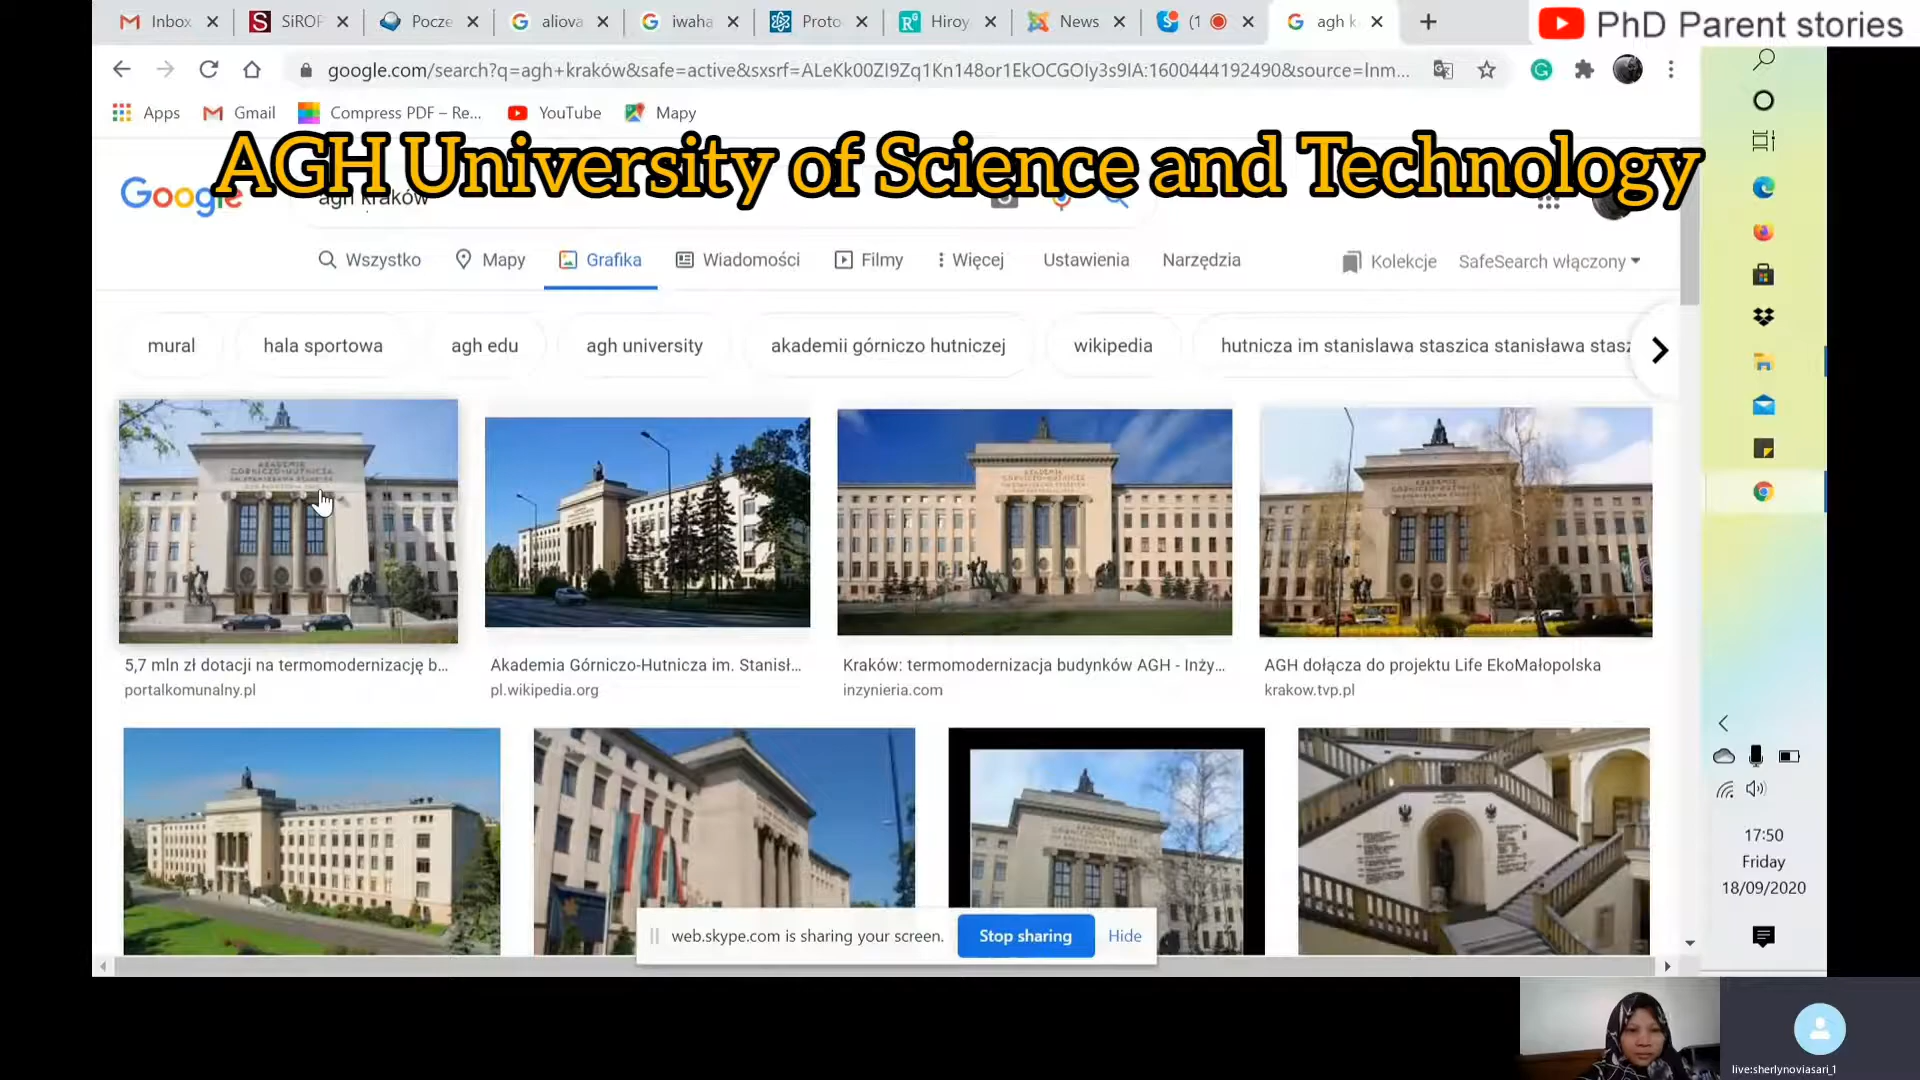 Inbox
SiROP
Pocze
aliova
iwaha
Proto
Hiroy
News
(1
agh k
PhD Parent stories
google.com/search?q=agh+kraków&safe=active&sxsrf=ALeKk00ZI9Zq1Kn148or1EkOCGOIy3s9IA:1600444192490&source=lnm...
Apps
Gmail
Compress PDF – Re...
YouTube
Mapy
AGH University of Science and Technology
Google
agh kraków
Wszystko
Mapy
Grafika
Wiadomości
Filmy
Więcej
Ustawienia
Narzędzia
Kolekcje
SafeSearch włączony
mural
hala sportowa
agh edu
agh university
akademii górniczo hutniczej
wikipedia
hutnicza im stanislawa staszica stanisława stasz
5,7 mln zł dotacji na termomodernizację b...
portalkomunalny.pl
Akademia Górniczo-Hutnicza im. Stanisł...
pl.wikipedia.org
Kraków: termomodernizacja budynków AGH - Inży...
inzynieria.com
AGH dołącza do projektu Life EkoMałopolska
krakow.tvp.pl
web.skype.com is sharing your screen.
Stop sharing
Hide
17:50
Friday
18/09/2020
live:sherlynoviasari_1